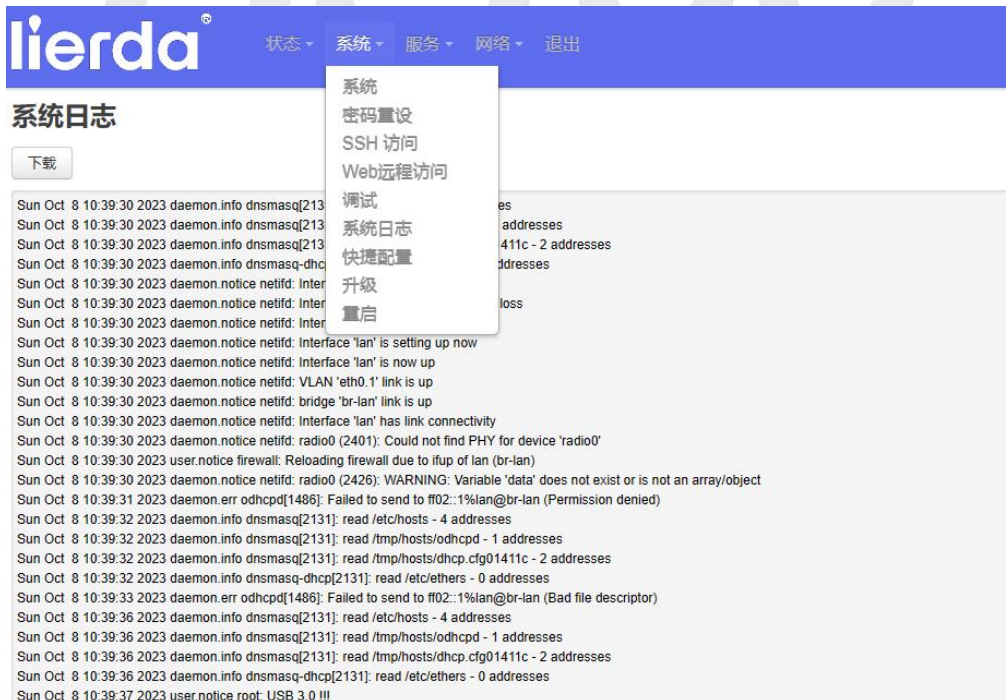 lierda®
状态 系统 服务 网络 退出
系统
密码重设
SSH 访问
Web远程访问
调试
系统日志
快捷配置
升级
重启
系统日志
下载
Sun Oct 8 10:39:30 2023 daemon.info dnsmasq[213 es
Sun Oct 8 10:39:30 2023 daemon.info dnsmasq[213 addresses
Sun Oct 8 10:39:30 2023 daemon.info dnsmasq[213 411c - 2 addresses
Sun Oct 8 10:39:30 2023 daemon.info dnsmasq-dhcp ddresses
Sun Oct 8 10:39:30 2023 daemon.notice netifd: Inter
Sun Oct 8 10:39:30 2023 daemon.notice netifd: Inter loss
Sun Oct 8 10:39:30 2023 daemon.notice netifd: Inter
Sun Oct 8 10:39:30 2023 daemon.notice netifd: Interface 'lan' is setting up now
Sun Oct 8 10:39:30 2023 daemon.notice netifd: Interface 'lan' is now up
Sun Oct 8 10:39:30 2023 daemon.notice netifd: VLAN 'eth0.1' link is up
Sun Oct 8 10:39:30 2023 daemon.notice netifd: bridge 'br-lan' link is up
Sun Oct 8 10:39:30 2023 daemon.notice netifd: Interface 'lan' has link connectivity
Sun Oct 8 10:39:30 2023 daemon.notice netifd: radio0 (2401): Could not find PHY for device 'radio0'
Sun Oct 8 10:39:30 2023 user.notice firewall: Reloading firewall due to ifup of lan (br-lan)
Sun Oct 8 10:39:30 2023 daemon.notice netifd: radio0 (2426): WARNING: Variable 'data' does not exist or is not an array/object
Sun Oct 8 10:39:31 2023 daemon.err odhcpd[1486]: Failed to send to ff02::1%lan@br-lan (Permission denied)
Sun Oct 8 10:39:32 2023 daemon.info dnsmasq[2131]: read /etc/hosts - 4 addresses
Sun Oct 8 10:39:32 2023 daemon.info dnsmasq[2131]: read /tmp/hosts/odhcpd - 1 addresses
Sun Oct 8 10:39:32 2023 daemon.info dnsmasq[2131]: read /tmp/hosts/dhcp.cfg01411c - 2 addresses
Sun Oct 8 10:39:32 2023 daemon.info dnsmasq-dhcp[2131]: read /etc/ethers - 0 addresses
Sun Oct 8 10:39:33 2023 daemon.err odhcpd[1486]: Failed to send to ff02::1%lan@br-lan (Bad file descriptor)
Sun Oct 8 10:39:36 2023 daemon.info dnsmasq[2131]: read /etc/hosts - 4 addresses
Sun Oct 8 10:39:36 2023 daemon.info dnsmasq[2131]: read /tmp/hosts/odhcpd - 1 addresses
Sun Oct 8 10:39:36 2023 daemon.info dnsmasq[2131]: read /tmp/hosts/dhcp.cfg01411c - 2 addresses
Sun Oct 8 10:39:36 2023 daemon.info dnsmasq-dhcp[2131]: read /etc/ethers - 0 addresses
Sun Oct 8 10:39:37 2023 user.notice root: USB 3.0 !!!